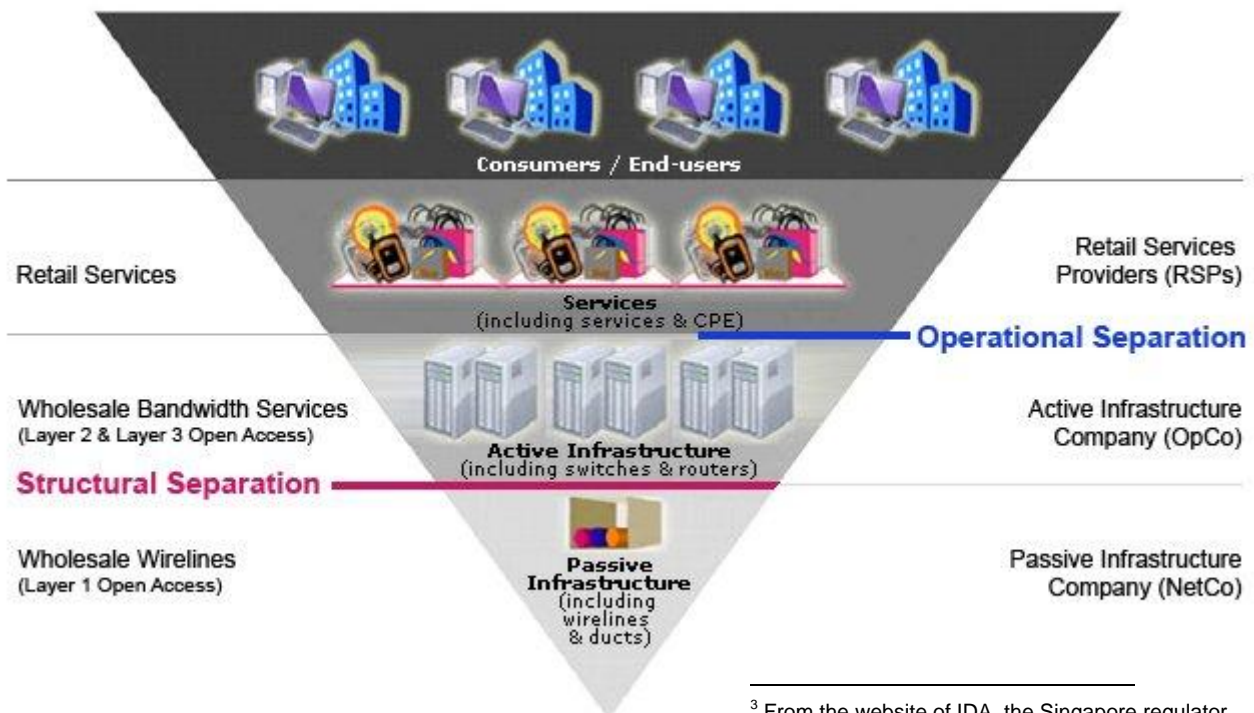 Consumers / End-users
Retail Services
Services
(including services & CPE)
Retail Services
Providers (RSPs)
Operational Separation
Wholesale Bandwidth Services
(Layer 2 & Layer 3 Open Access)
Active Infrastructure
(including switches & routers)
Active Infrastructure
Company (OpCo)
Structural Separation
Wholesale Wirelines
(Layer 1 Open Access)
Passive
Infrastructure
(including
wirelines
& ducts)
Passive Infrastructure
Company (NetCo)
3 From the website of IDA, the Singapore regulator